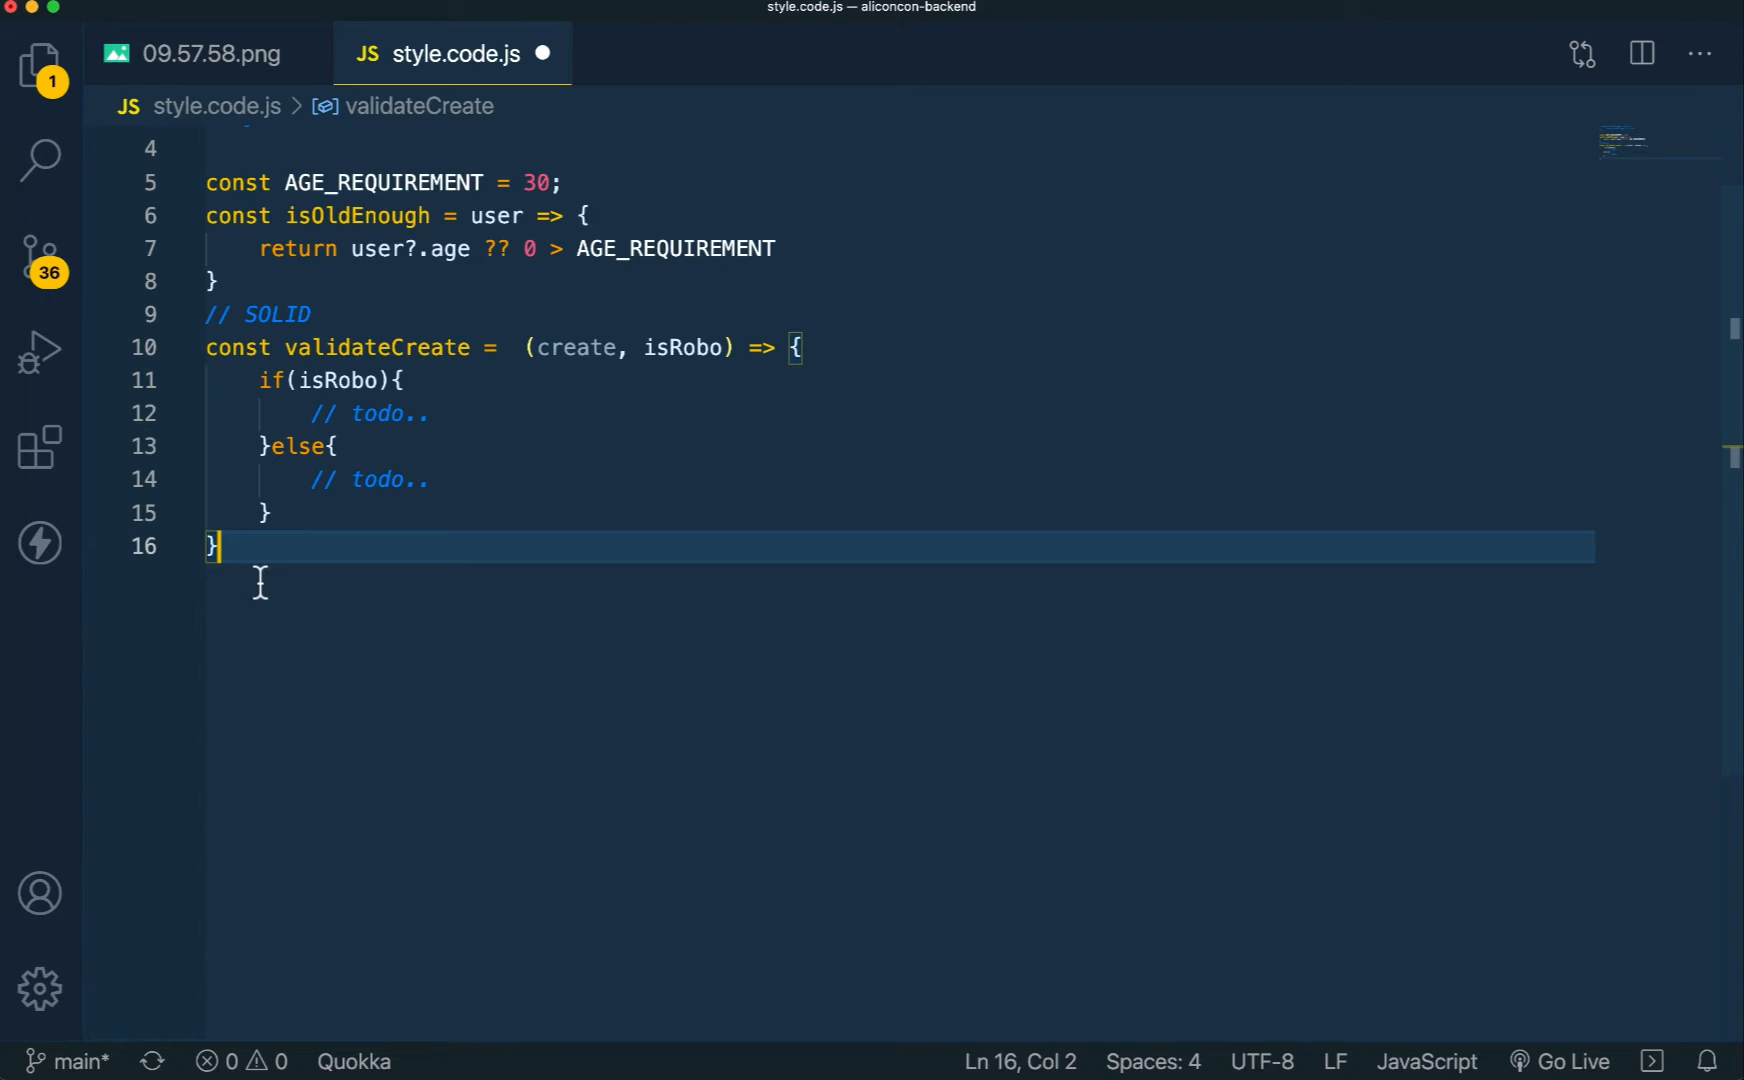 style.code.js — aliconcon-backend
09.57.58.png
JS style.code.js
1
JS style.code.js > validateCreate
36
4
5 const AGE_REQUIREMENT = 30;
6 const isOldEnough = user => {
7 return user?.age ?? 0 > AGE_REQUIREMENT
8 }
9 // SOLID
10 const validateCreate =  (create, isRobo) => {
11 if(isRobo){
12 // todo..
13 }else{
14 // todo..
15 }
16 }
main* 0 0 Quokka Ln 16, Col 2 Spaces: 4 UTF-8 LF JavaScript Go Live